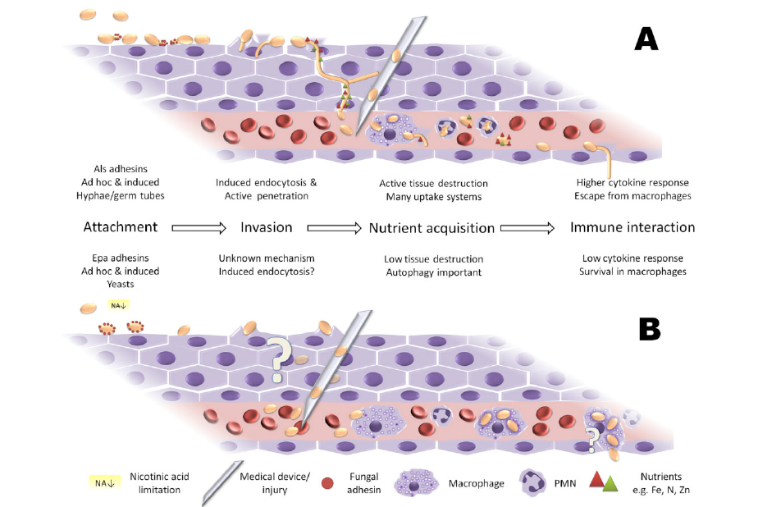 A
Als adhesins
Ad hoc & induced
Hyphae/germ tubes
Induced endocytosis &
Active penetration
Active tissue destruction
Many uptake systems
Higher cytokine response
Escape from macrophages
Attachment
Invasion
Nutrient acquisition
Immune interaction
Epa adhesins
Ad hoc & induced
Yeasts
Unknown mechanism
Induced endocytosis?
Low tissue destruction
Autophagy important
Low cytokine response
Survival in macrophages
NA↓
B
?
?
NA↓
Nicotinic acid
limitation
Medical device/
injury
Fungal
adhesin
Macrophage
PMN
Nutrients
e.g. Fe, N, Zn